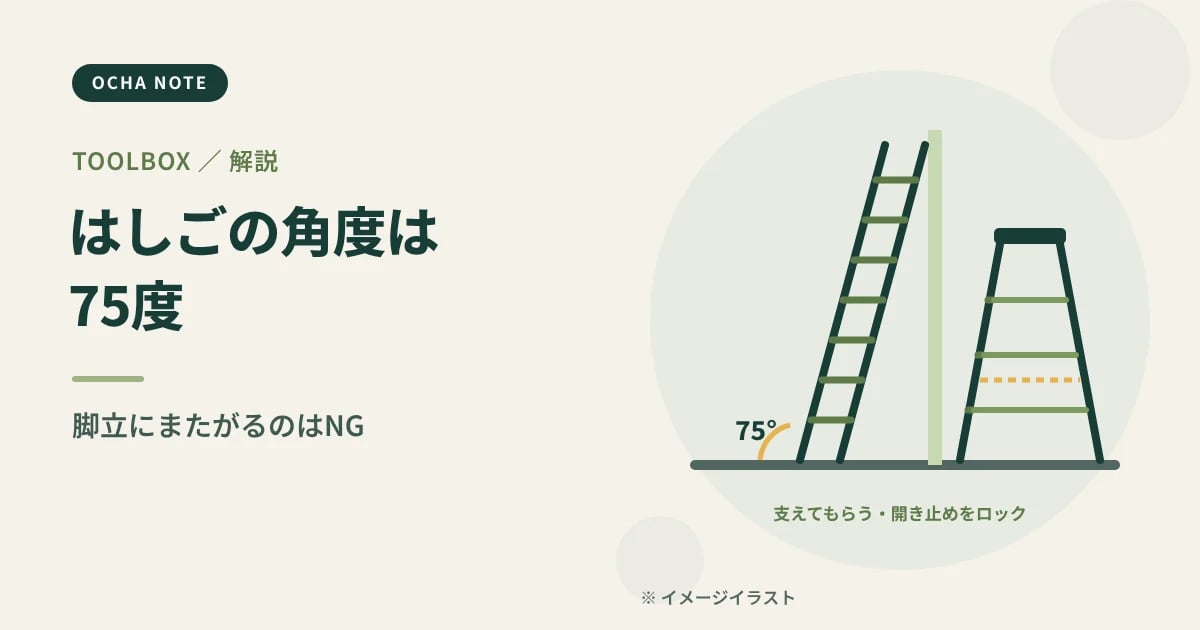 OCHA NOTE
TOOLBOX ／ 解説
はしごの角度は
75度
脚立にまたがるのはNG
75°
支えてもらう・開き止めをロック
※ イメージイラスト